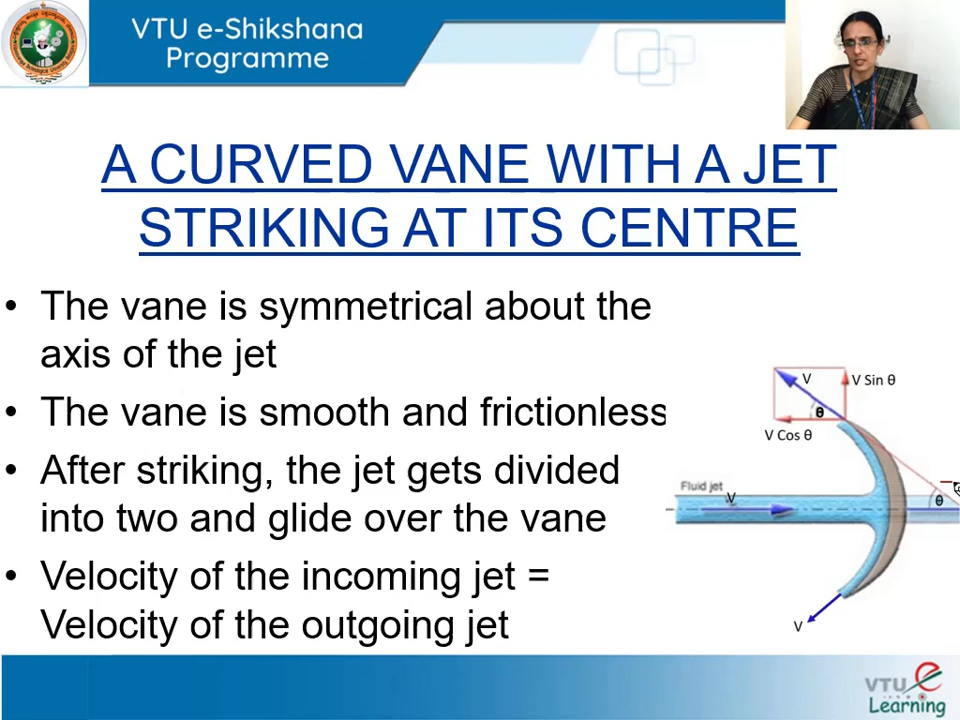 VTU e-Shikshana
Programme
A CURVED VANE WITH A JET
STRIKING AT ITS CENTRE
• The vane is symmetrical about the
axis of the jet
• The vane is smooth and frictionless
• After striking, the jet gets divided
into two and glide over the vane
• Velocity of the incoming jet =
Velocity of the outgoing jet
V
V Sin θ
θ
V Cos θ
Fluid jet
V
θ
V
VTU e
Learning